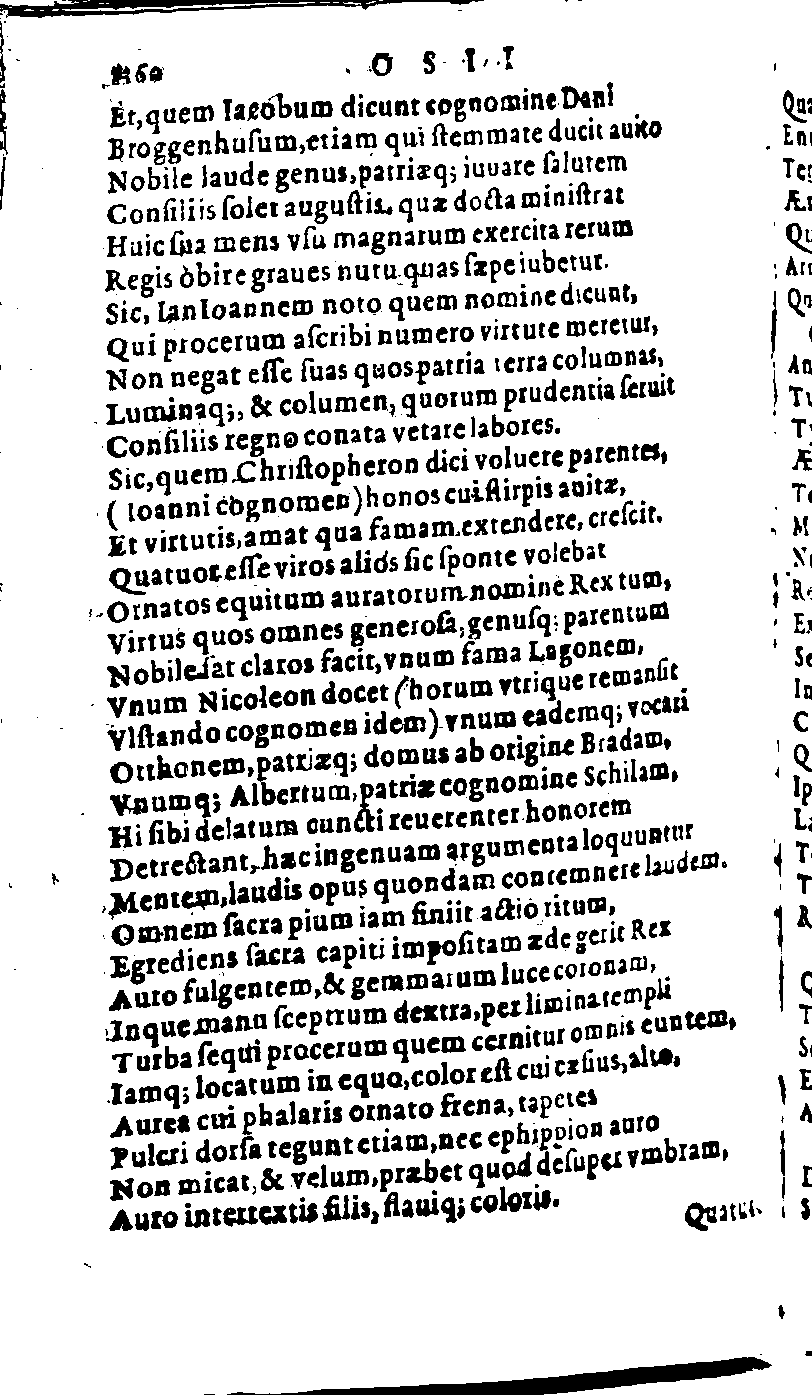 160 OSII
Et, quem Iacobum dicunt cognomine Dani
Broggenhuſum, etiam qui ſtemmate ducit auito
Nobile laude genus, patriæq; iuuare ſalutem
Conſiliis ſolet auguſtis, quæ docta miniſtrat
Huic ſua mens vſu magnarum exercita rerum
Regis òbire graues nutu quas ſæpe iubetur.
Sic, Ian Ioannem noto quem nomine dicunt,
Qui procerum aſcribi numero virtute meretur,
Non negat eſſe ſuas quos patria terra columnas,
Luminaq;, & columen, quorum prudentia ſeruit
Conſiliis regno conata vetare labores.
Sic, quem Chriſtopheron dici voluere parentes,
( Ioanni cognomen) honos cui ſtirpis auitæ,
Et virtutis, amat qua famam extendere, creſcit.
Quatuor eſſe viros aliós ſic ſponte volebat
Ornatos equitum auratorum nomine Rex tum,
Virtus quos omnes generoſa, genuſq; parentum
Nobile ſat claros facit, vnum fama Lagonem,
Vnum Nicoleon docet (horum vtrique remanſit
Vlſtando cognomen idem) vnum eademq; vocari
Otthonem, patriæq; domus ab origine Bradam,
Vnumq; Albertum, patriæ cognomine Schilam,
Hi ſibi delatum cuncti reuerenter honorem
Detrectant, hæc ingenuam argumenta loquuntur
Mentem, laudis opus quondam contemnere laudem.
Omnem ſacra pium iam finiit actio ritum,
Egrediens ſacra capiti impoſitam æde gerit Rex
Auro fulgentem, & gemmarum luce coronam,
Inque manu ſceptrum dextra, per limina templi
Turba ſequi procerum quem cernitur omnis euntem,
Iamq; locatum in equo, color eſt cui cæſius, alto,
Aurea cui phalaris ornato frena, tapetes
Pulcri dorſa tegunt etiam, nec ephippion auro
Non micat, & velum, præbet quod deſuper vmbram,
Auro intertextis filis, flauiq; coloris.
Qua
Æ
Qu
An